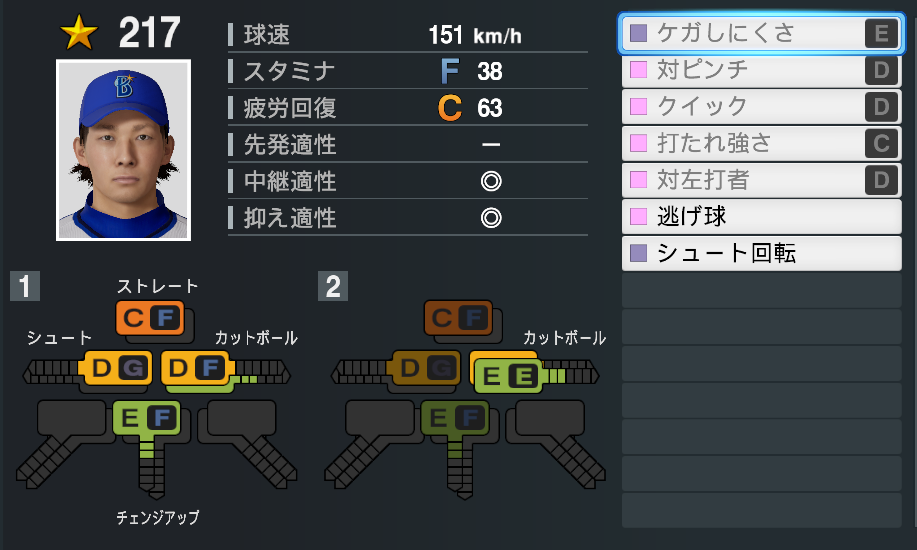 217
球速 151 km/h
スタミナ F 38
疲労回復 C 63
先発適性 ー
中継適性 ◎
抑え適性 ◎
ケガしにくさ E
対ピンチ D
クイック D
打たれ強さ C
対左打者 D
逃げ球
シュート回転
B
1
ストレート
C F
シュート
D G
カットボール
D F
E F
チェンジアップ
2
C F
カットボール
D G
E E
E F